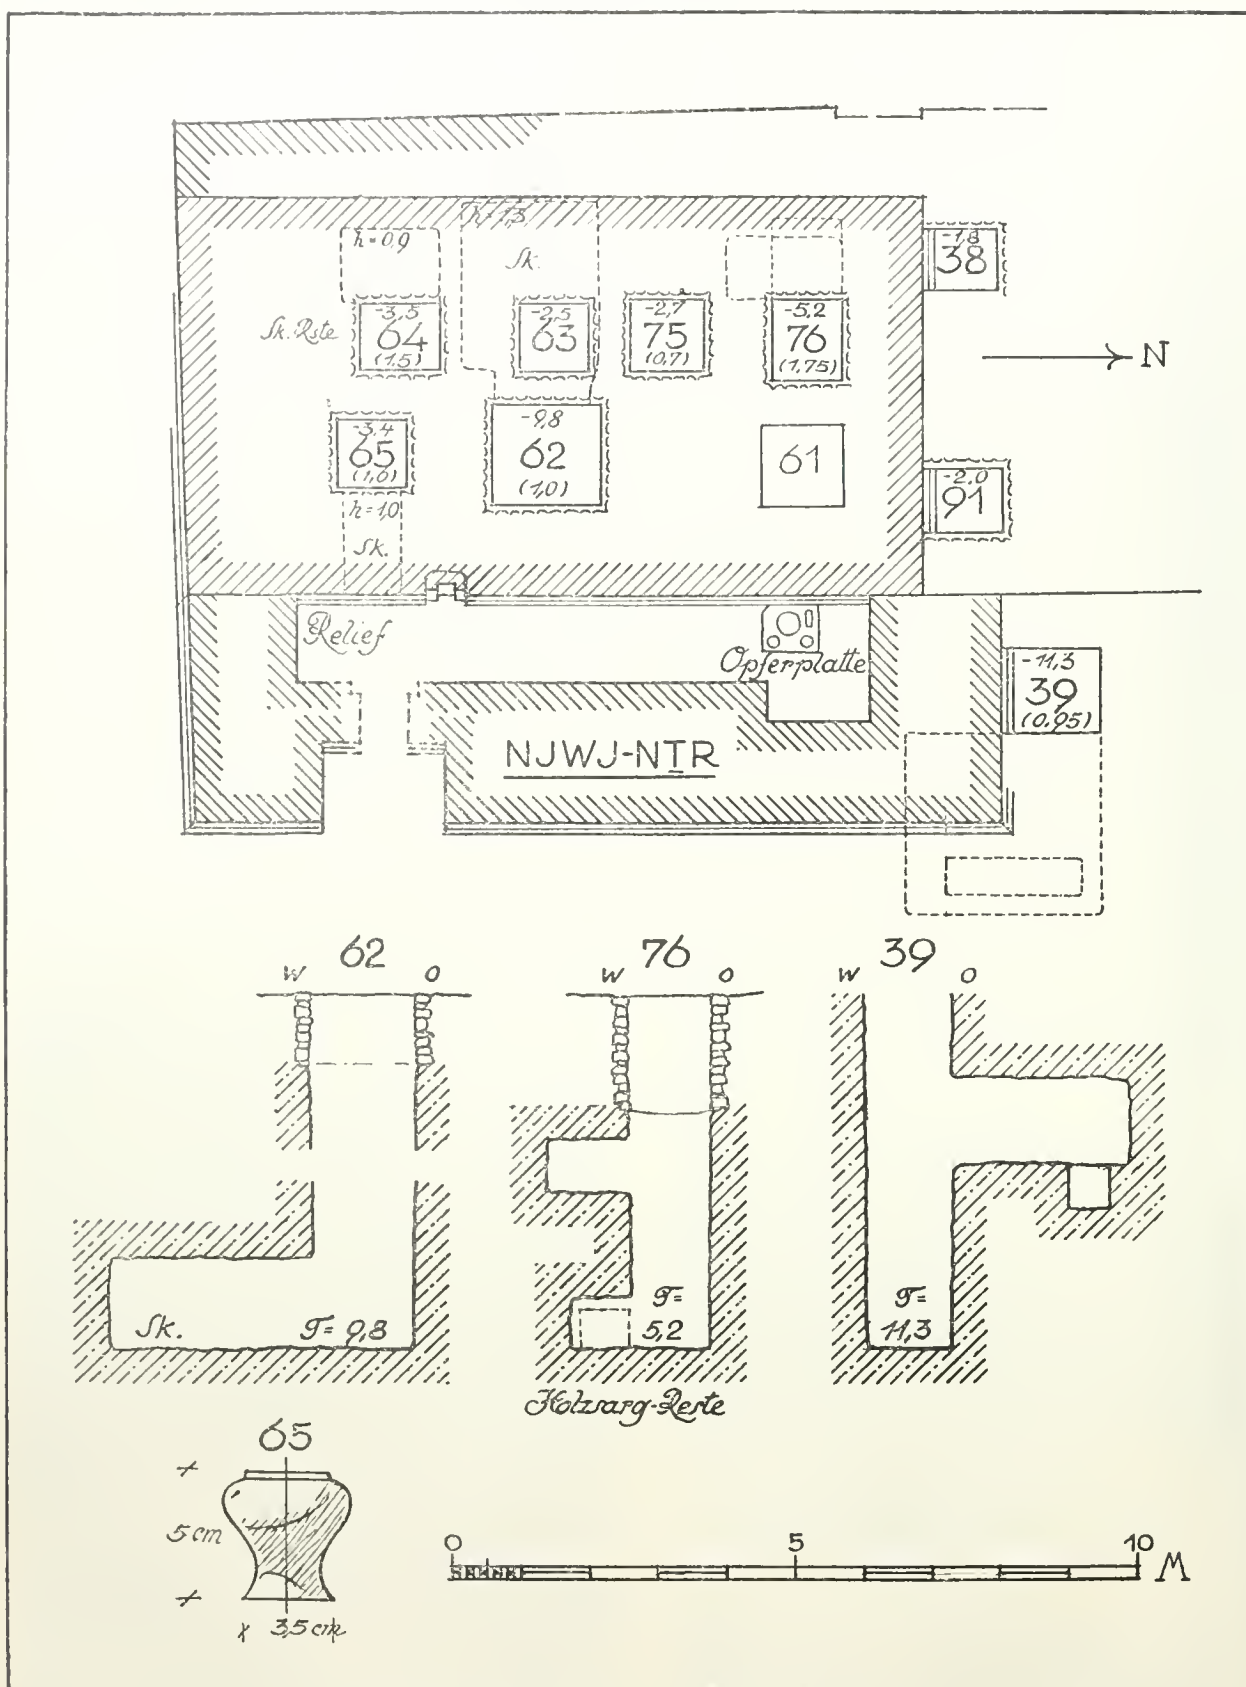 h=1,3
h=0,9
Sk.
-1,8
38
Sk. Rste
-3,5
64
(1,5)
-2,5
63
-2,7
75
(0,7)
-5,2
76
(1,75)
N
-3,4
65
(1,0)
-9,8
62
(1,0)
61
-2,0
91
h=1,0
Sk.
Relief
Opferplatte
-11,3
39
(0,95)
NJWJ-NṮR
62
W O
76
W O
39
W O
Sk. T= 9,8
T=
5,2
T=
11,3
Holzsarg-Reste
65
5 cm
3,5 cm
0 5 10 M